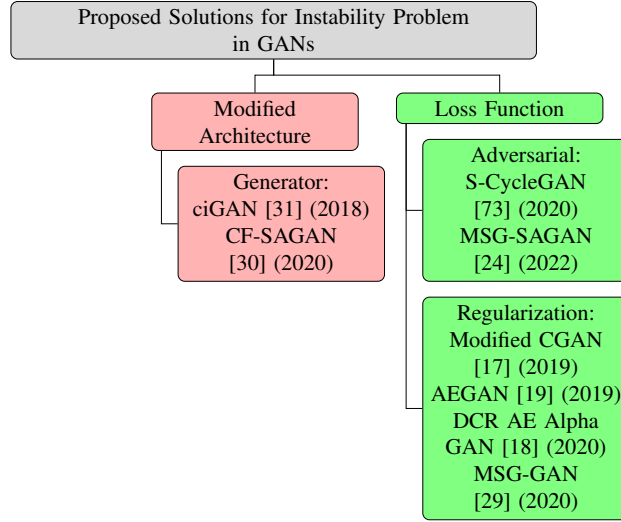 Proposed Solutions for Instability Problem
in GANs
Modified
Architecture
Generator:
ciGAN [31] (2018)
CF-SAGAN
[30] (2020)
Loss Function
Adversarial:
S-CycleGAN
[73] (2020)
MSG-SAGAN
[24] (2022)
Regularization:
Modified CGAN
[17] (2019)
AEGAN [19] (2019)
DCR AE Alpha
GAN [18] (2020)
MSG-GAN
[29] (2020)